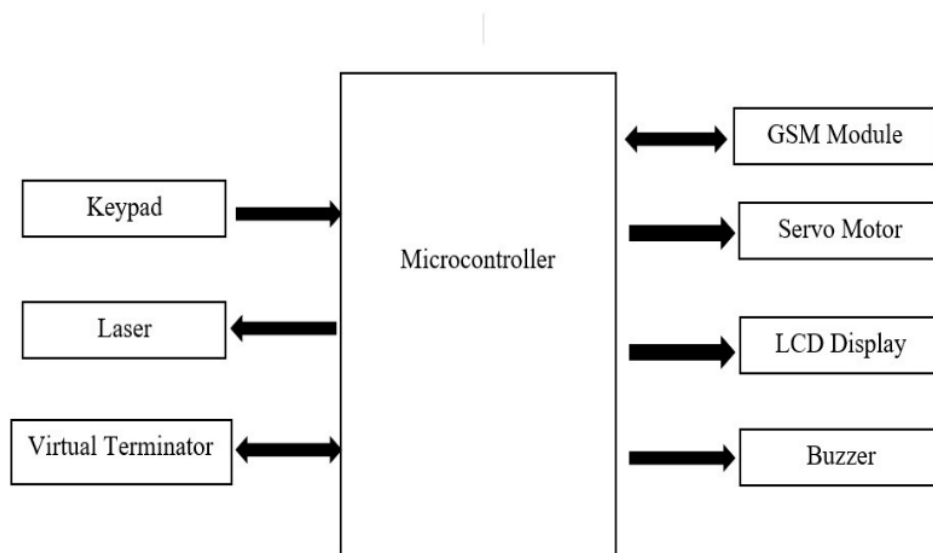 GSM Module
Keypad
Servo Motor
Microcontroller
Laser
LCD Display
Virtual Terminator
Buzzer